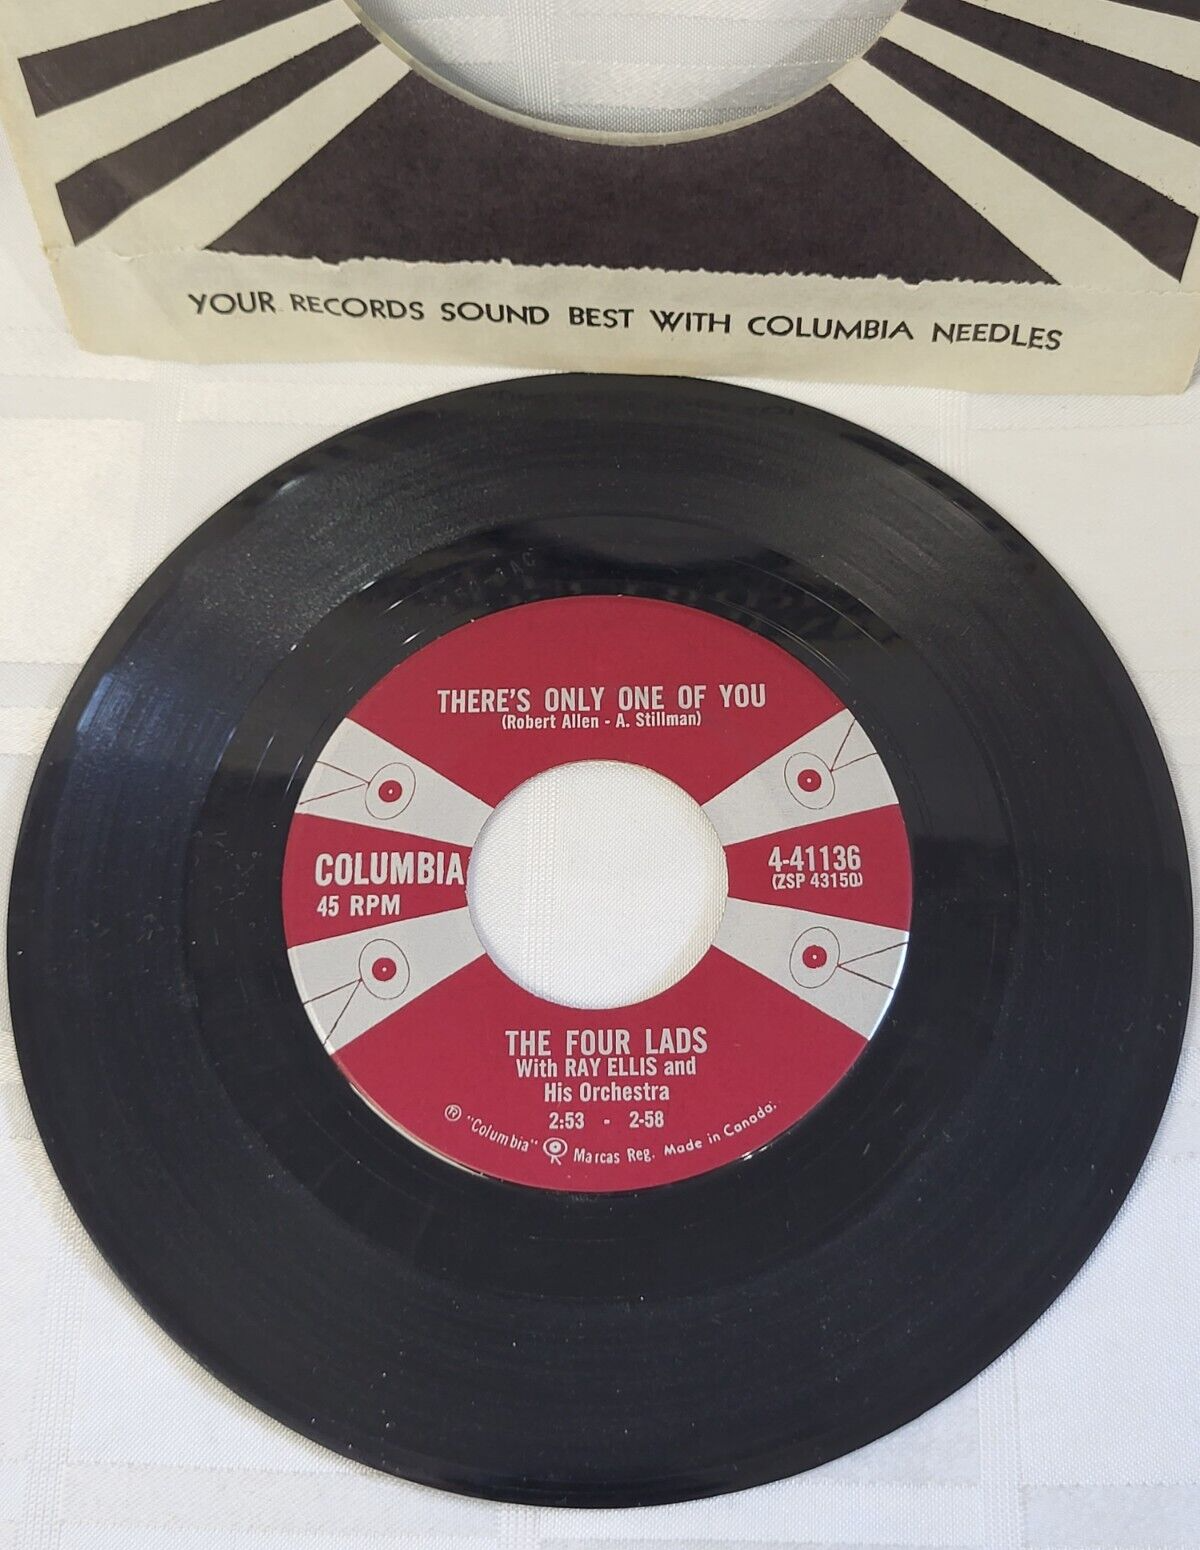 YOUR RECORDS SOUND BEST WITH COLUMBIA NEEDLES
THERE'S ONLY ONE OF YOU
(Robert Allen - A. Stillman)
COLUMBIA
45 RPM
4-41136
(ZSP 43150)
THE FOUR LADS
With RAY ELLIS and
His Orchestra
2:53 - 2-58
® "Columbia" Marcas Reg. Made in Canada.